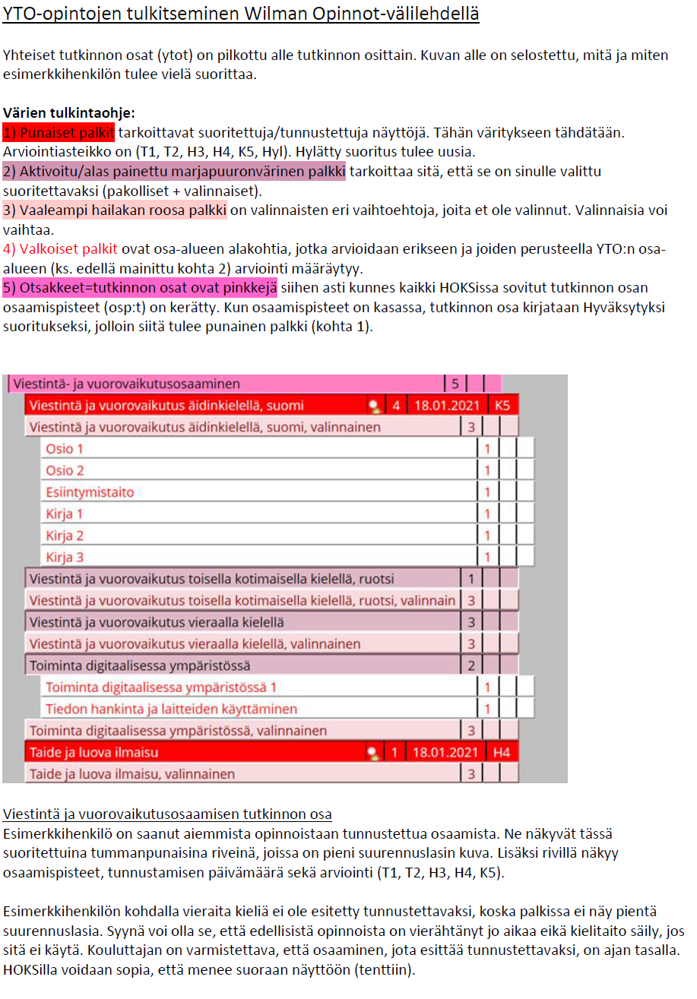 YTO-opintojen tulkitseminen Wilman Opinnot-välilehdellä
Yhteiset tutkinnon osat (ytot) on pilkottu alle tutkinnon osittain. Kuvan alle on selostettu, mitä ja miten
esimerkkihenkilön tulee vielä suorittaa.
Värien tulkintaohje:
1) Punaiset palkit tarkoittavat suoritettuja/tunnustettuja näyttöjä. Tähän väritykseen tähdätään.
Arviointiasteikko on (T1, T2, H3, H4, K5, Hyl). Hylätty suoritus tulee uusia.
2) Aktivoitu/alas painettu marjapuuronvärinen palkki tarkoittaa sitä, että se on sinulle valittu
suoritettavaksi (pakolliset + valinnaiset).
3) Vaaleampi hailakan roosa palkki on valinnaisten eri vaihtoehtoja, joita et ole valinnut. Valinnaisia voi
vaihtaa.
4) Valkoiset palkit ovat osa-alueen alakohtia, jotka arvioidaan erikseen ja joiden perusteella YTO:n osa-
alueen (ks. edellä mainittu kohta 2) arviointi määräytyy.
5) Otsakkeet=tutkinnon osat ovat pinkkejä siihen asti kunnes kaikki HOKSissa sovitut tutkinnon osan
osaamispisteet (osp:t) on kerätty. Kun osaamispisteet on kasassa, tutkinnon osa kirjataan Hyväksytyksi
suoritukseksi, jolloin siitä tulee punainen palkki (kohta 1).
Viestintä- ja vuorovaikutusosaaminen 5
Viestintä ja vuorovaikutus äidinkielellä, suomi 4 18.01.2021 K5
Viestintä ja vuorovaikutus äidinkielellä, suomi, valinnainen 3
Osio 1 1
Osio 2 1
Esiintymistaito 1
Kirja 1 1
Kirja 2 1
Kirja 3 1
Viestintä ja vuorovaikutus toisella kotimaisella kielellä, ruotsi 1
Viestintä ja vuorovaikutus toisella kotimaisella kielellä, ruotsi, valinnain 3
Viestintä ja vuorovaikutus vieraalla kielellä 3
Viestintä ja vuorovaikutus vieraalla kielellä, valinnainen 3
Toiminta digitaalisessa ympäristössä 2
Toiminta digitaalisessa ympäristössä 1 1
Tiedon hankinta ja laitteiden käyttäminen 1
Toiminta digitaalisessa ympäristössä, valinnainen 3
Taide ja luova ilmaisu 1 18.01.2021 H4
Taide ja luova ilmaisu, valinnainen 3
Viestintä ja vuorovaikutusosaamisen tutkinnon osa
Esimerkkihenkilö on saanut aiemmista opinnoistaan tunnustettua osaamista. Ne näkyvät tässä
suoritettuina tummanpunaisina riveinä, joissa on pieni suurennuslasin kuva. Lisäksi rivillä näkyy
osaamispisteet, tunnustamisen päivämäärä sekä arviointi (T1, T2, H3, H4, K5).
Esimerkkihenkilön kohdalla vieraita kieliä ei ole esitetty tunnustettavaksi, koska palkissa ei näy pientä
suurennuslasia. Syynä voi olla se, että edellisistä opinnoista on vierähtänyt jo aikaa eikä kielitaito säily, jos
sitä ei käytä. Kouluttajan on varmistettava, että osaaminen, jota esittää tunnustettavaksi, on ajan tasalla.
HOKSilla voidaan sopia, että menee suoraan näyttöön (tenttiin).